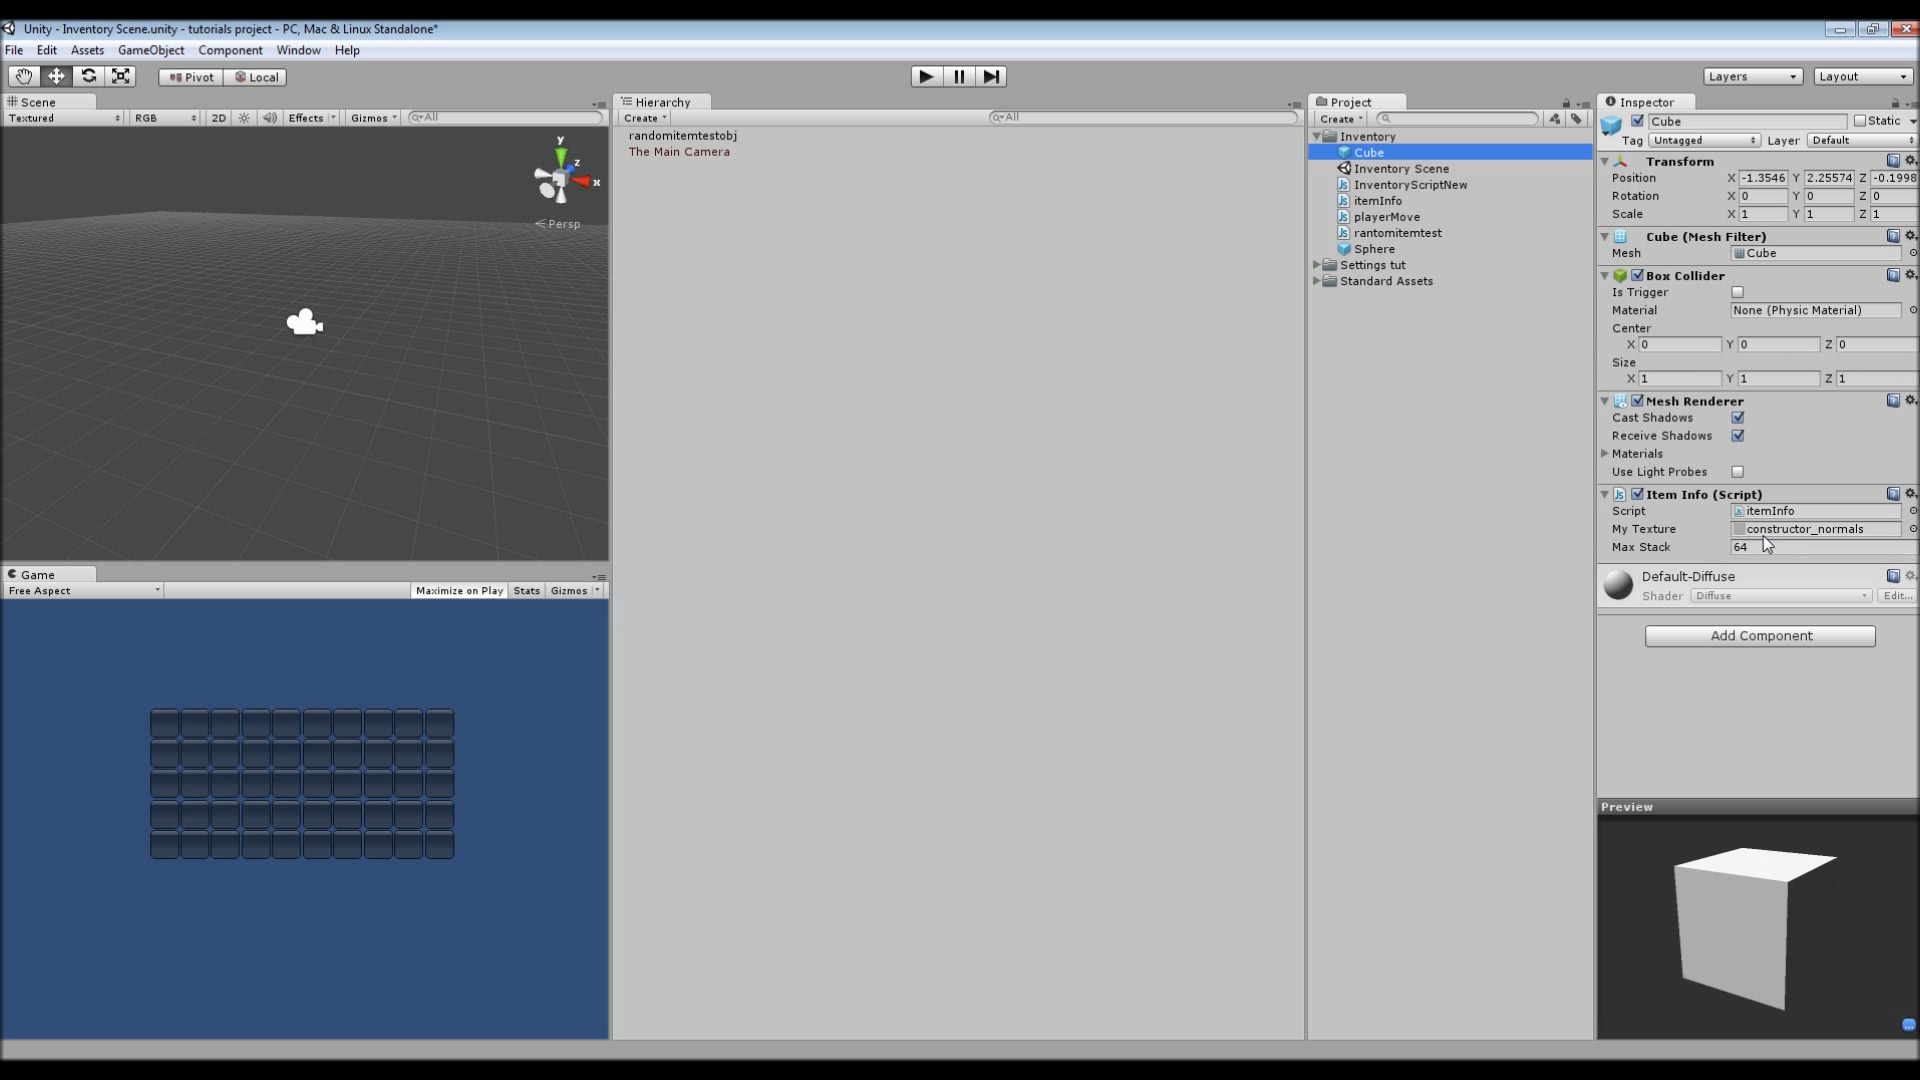 Unity - Inventory Scene.unity - tutorials project - PC, Mac & Linux Standalone*
File Edit Assets GameObject Component Window Help
Pivot Local
Layers Layout
Scene
Textured RGB 2D Effects Gizmos All
y
z
x
Persp
Game
Free Aspect Maximize on Play Stats Gizmos
Hierarchy
Create All
randomitemtestobj
The Main Camera
Project
Create
Inventory
Cube
Inventory Scene
InventoryScriptNew
itemInfo
playerMove
rantomitemtest
Sphere
Settings tut
Standard Assets
Inspector
Cube Static
Tag Untagged Layer Default
Transform
Position X -1.3546 Y 2.25574 Z -0.1998
Rotation X 0 Y 0 Z 0
Scale X 1 Y 1 Z 1
Cube (Mesh Filter)
Mesh Cube
Box Collider
Is Trigger
Material None (Physic Material)
Center
X 0 Y 0 Z 0
Size
X 1 Y 1 Z 1
Mesh Renderer
Cast Shadows
Receive Shadows
Materials
Use Light Probes
Item Info (Script)
Script itemInfo
My Texture constructor_normals
Max Stack 64
Default-Diffuse
Shader Diffuse Edit...
Add Component
Preview